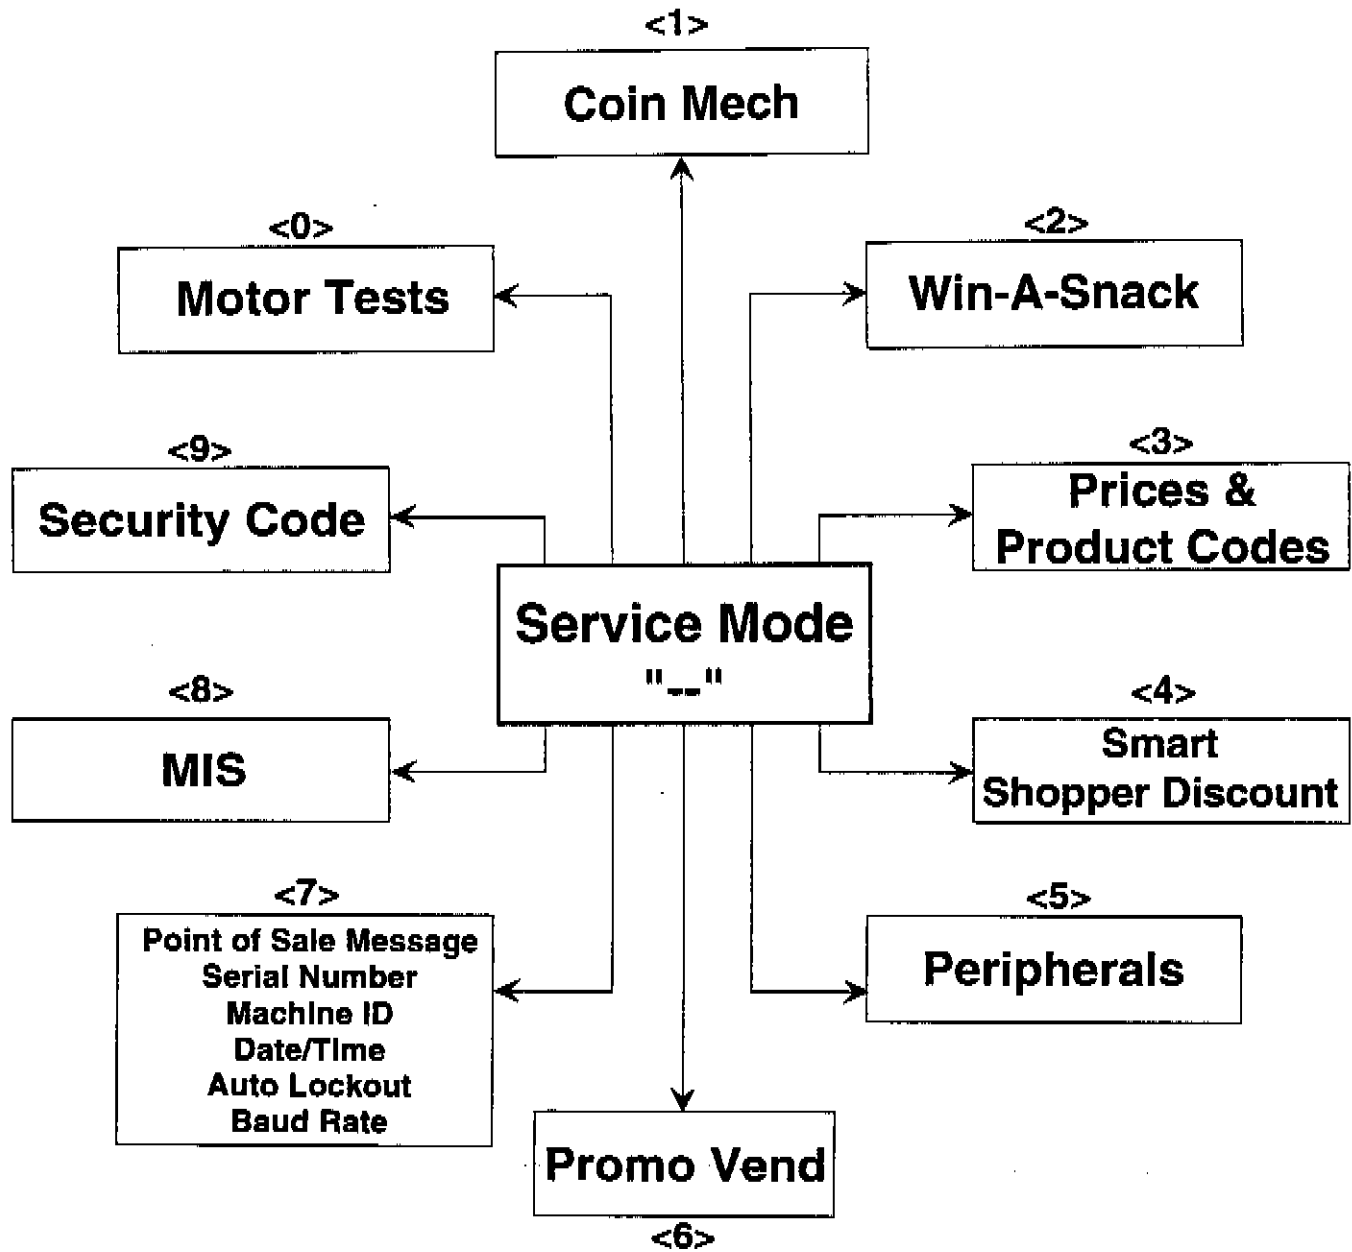 <1>
Coin Mech
<0>
Motor Tests
<2>
Win-A-Snack
<9>
Security Code
<3>
Prices &
Product Codes
Service Mode
"--"
<8>
MIS
<4>
Smart
Shopper Discount
<7>
Point of Sale Message
Serial Number
Machine ID
Date/Time
Auto Lockout
Baud Rate
<5>
Peripherals
Promo Vend
<6>